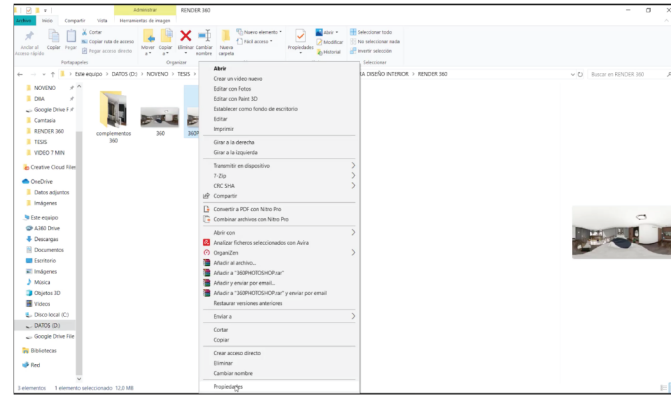 Administrar
RENDER 360
Archivo
Inicio
Compartir
Vista
Herramientas de imagen
Anclar al Acceso rápido
Copiar
Pegar
Cortar
Copiar ruta de acceso
Pegar acceso directo
Portapapeles
Mover a
Copiar a
Eliminar
Cambiar nombre
Organizar
Nueva carpeta
Nuevo elemento
Fácil acceso
Propiedades
Abrir
Modificar
Historial
Seleccionar todo
No seleccionar nada
Invertir selección
Seleccionar
Este equipo > DATOS (D:) > NOVENO > TESIS >
IA DISEÑO INTERIOR > RENDER 360
Buscar en RENDER 360
NOVENO
DRA
Google Drive F
Camtasia
RENDER 360
TESIS
VIDEO 7 MIN
Creative Cloud Files
OneDrive
Datos adjuntos
Imágenes
Este equipo
A360 Drive
Descargas
Documentos
Escritorio
Imágenes
Música
Objetos 3D
Vídeos
Disco local (C:)
DATOS (D:)
Google Drive File
Bibliotecas
Red
complementos 360
360
Abrir
Crear un vídeo nuevo
Editar con Fotos
Editar con Paint 3D
Establecer como fondo de escritorio
Editar
Imprimir
Girar a la derecha
Girar a la izquierda
Transmitir en dispositivo
7-Zip
CRC SHA
Compartir
Convertir a PDF con Nitro Pro
Combinar archivos con Nitro Pro
Abrir con
Analizar ficheros seleccionados con Avira
OrganiZen
Añadir al archivo...
Añadir a "360PHOTOSHOP.rar"
Añadir y enviar por email...
Añadir a "360PHOTOSHOP.rar" y enviar por email
Restaurar versiones anteriores
Enviar a
Cortar
Copiar
Crear acceso directo
Eliminar
Cambiar nombre
Propiedades
3 elementos
1 elemento seleccionado 12,0 MB